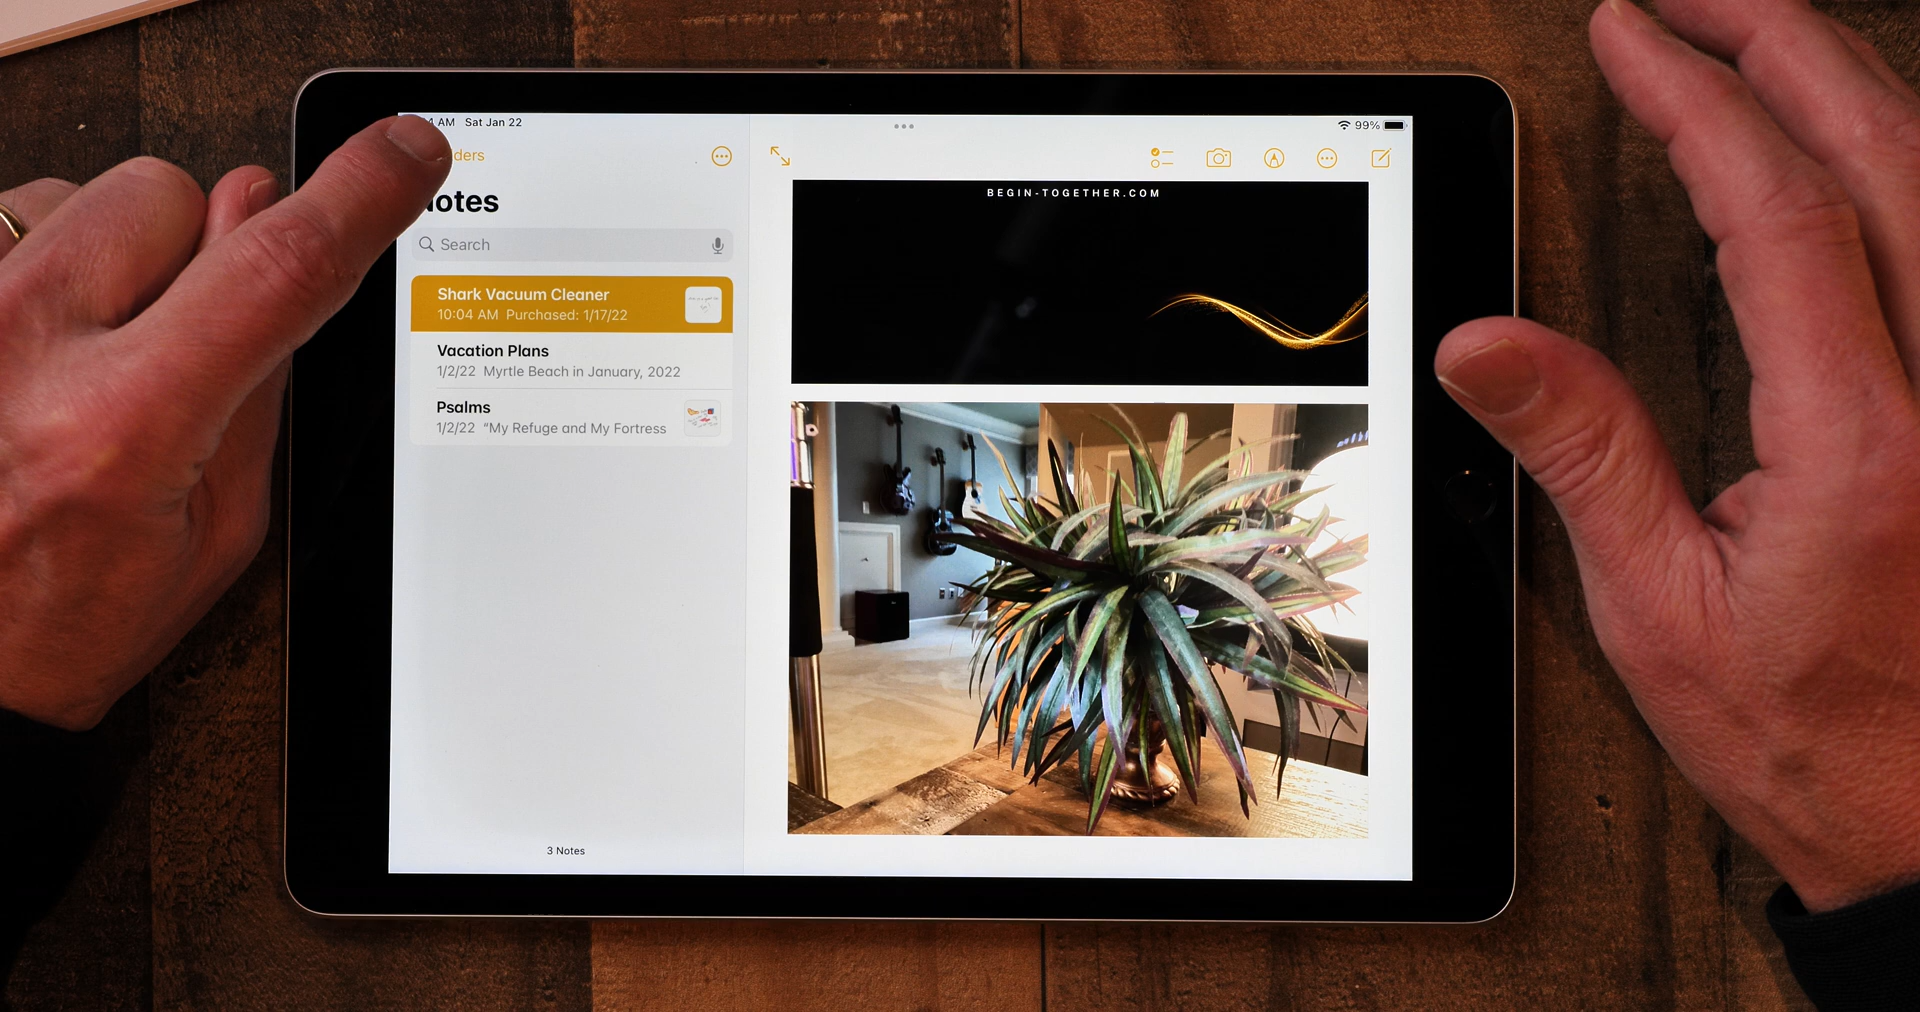 AM Sat Jan 22
99%
BEGIN-TOGETHER.COM
Search
Shark Vacuum Cleaner
10:04 AM Purchased: 1/17/22
Vacation Plans
1/2/22 Myrtle Beach in January, 2022
Psalms
1/2/22 “My Refuge and My Fortress
3 Notes